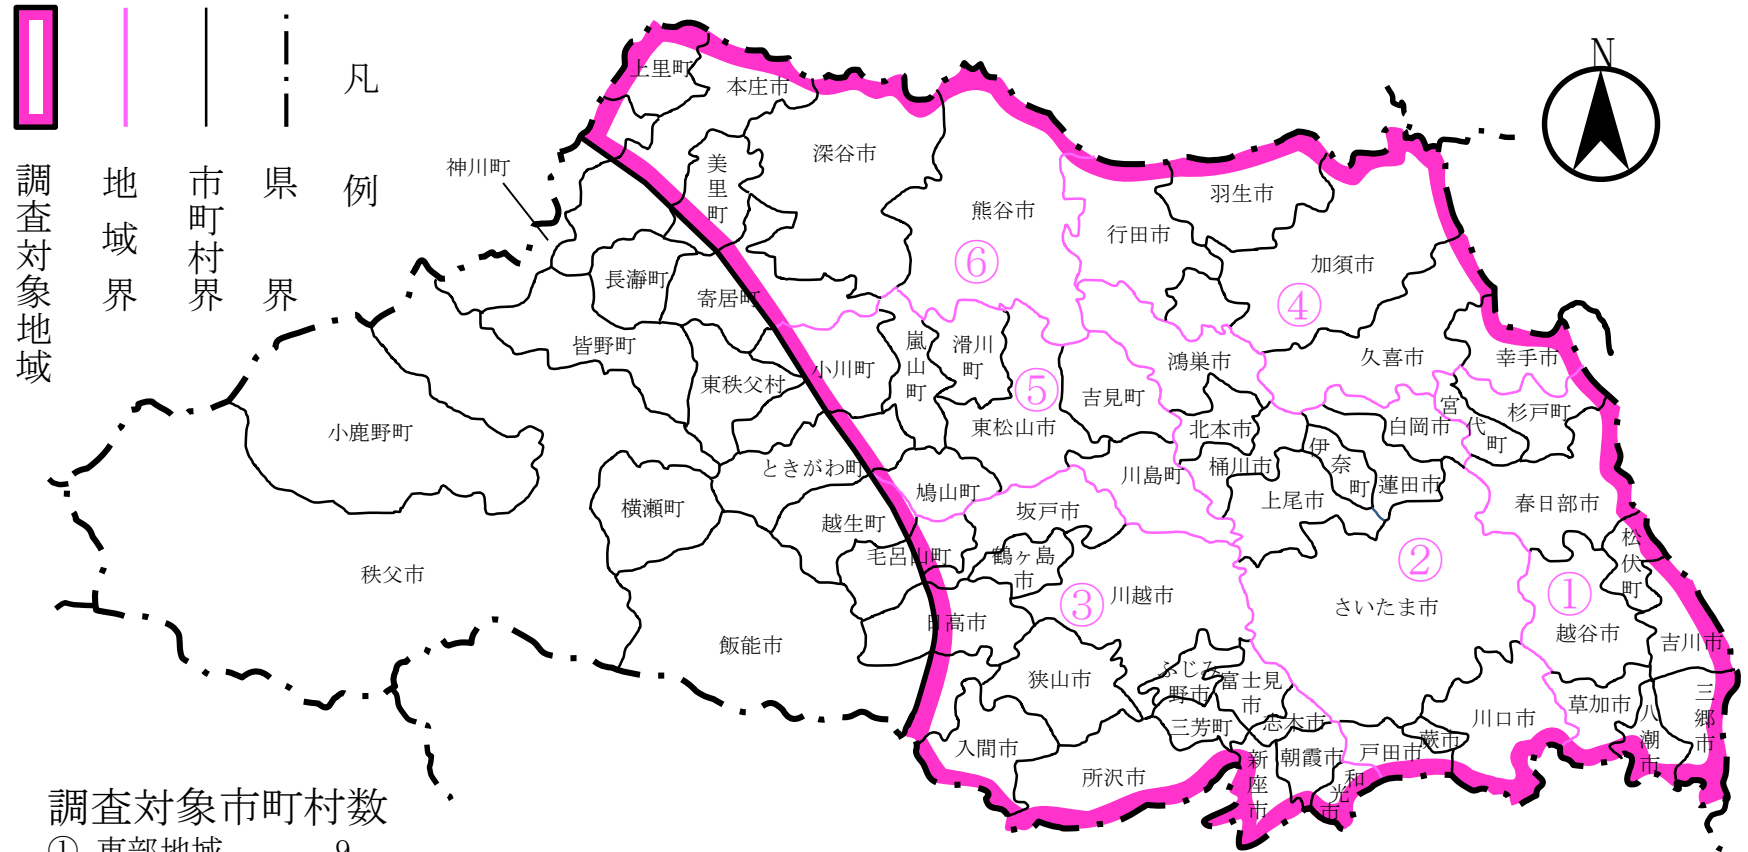 凡例
県界
市町村界
地域界
調査対象地域
N
上里町
本庄市
神川町
美里町
深谷市
熊谷市
⑥
行田市
羽生市
加須市
④
長瀞町
寄居町
皆野町
東秩父村
小川町
嵐山町
滑川町
⑤
吉見町
鴻巣市
久喜市
幸手市
小鹿野町
東松山市
北本市
白岡市
宮代町
杉戸町
ときがわ町
鳩山町
川島町
桶川市
伊奈町
蓮田市
上尾市
春日部市
横瀬町
越生町
坂戸市
秩父市
毛呂山町
鶴ヶ島市
川越市
③
②
さいたま市
①
松伏町
越谷市
吉川市
飯能市
日高市
狭山市
ふじみ野市
富士見市
三芳町
志木市
入間市
所沢市
新座市
朝霞市
和光市
戸田市
蕨市
川口市
草加市
八潮市
三郷市
調査対象市町村数
① 東部地域 9